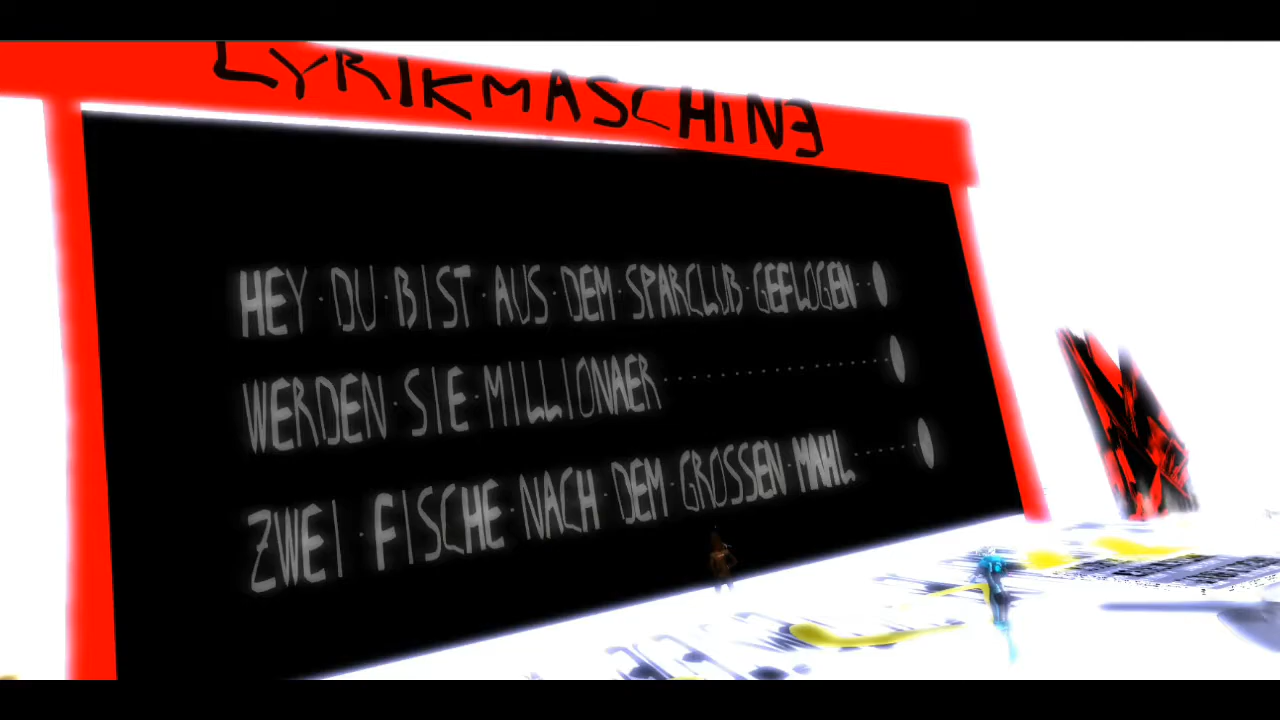 LYRIKMASCHINE
HEY·DU·BIST·AUS·DEM·SPARCLUB·GEFLOGEN··
WERDEN·SIE·MILLIONAER·················
ZWEI·FISCHE·NACH·DEM·GROSSEN·MAHL·····